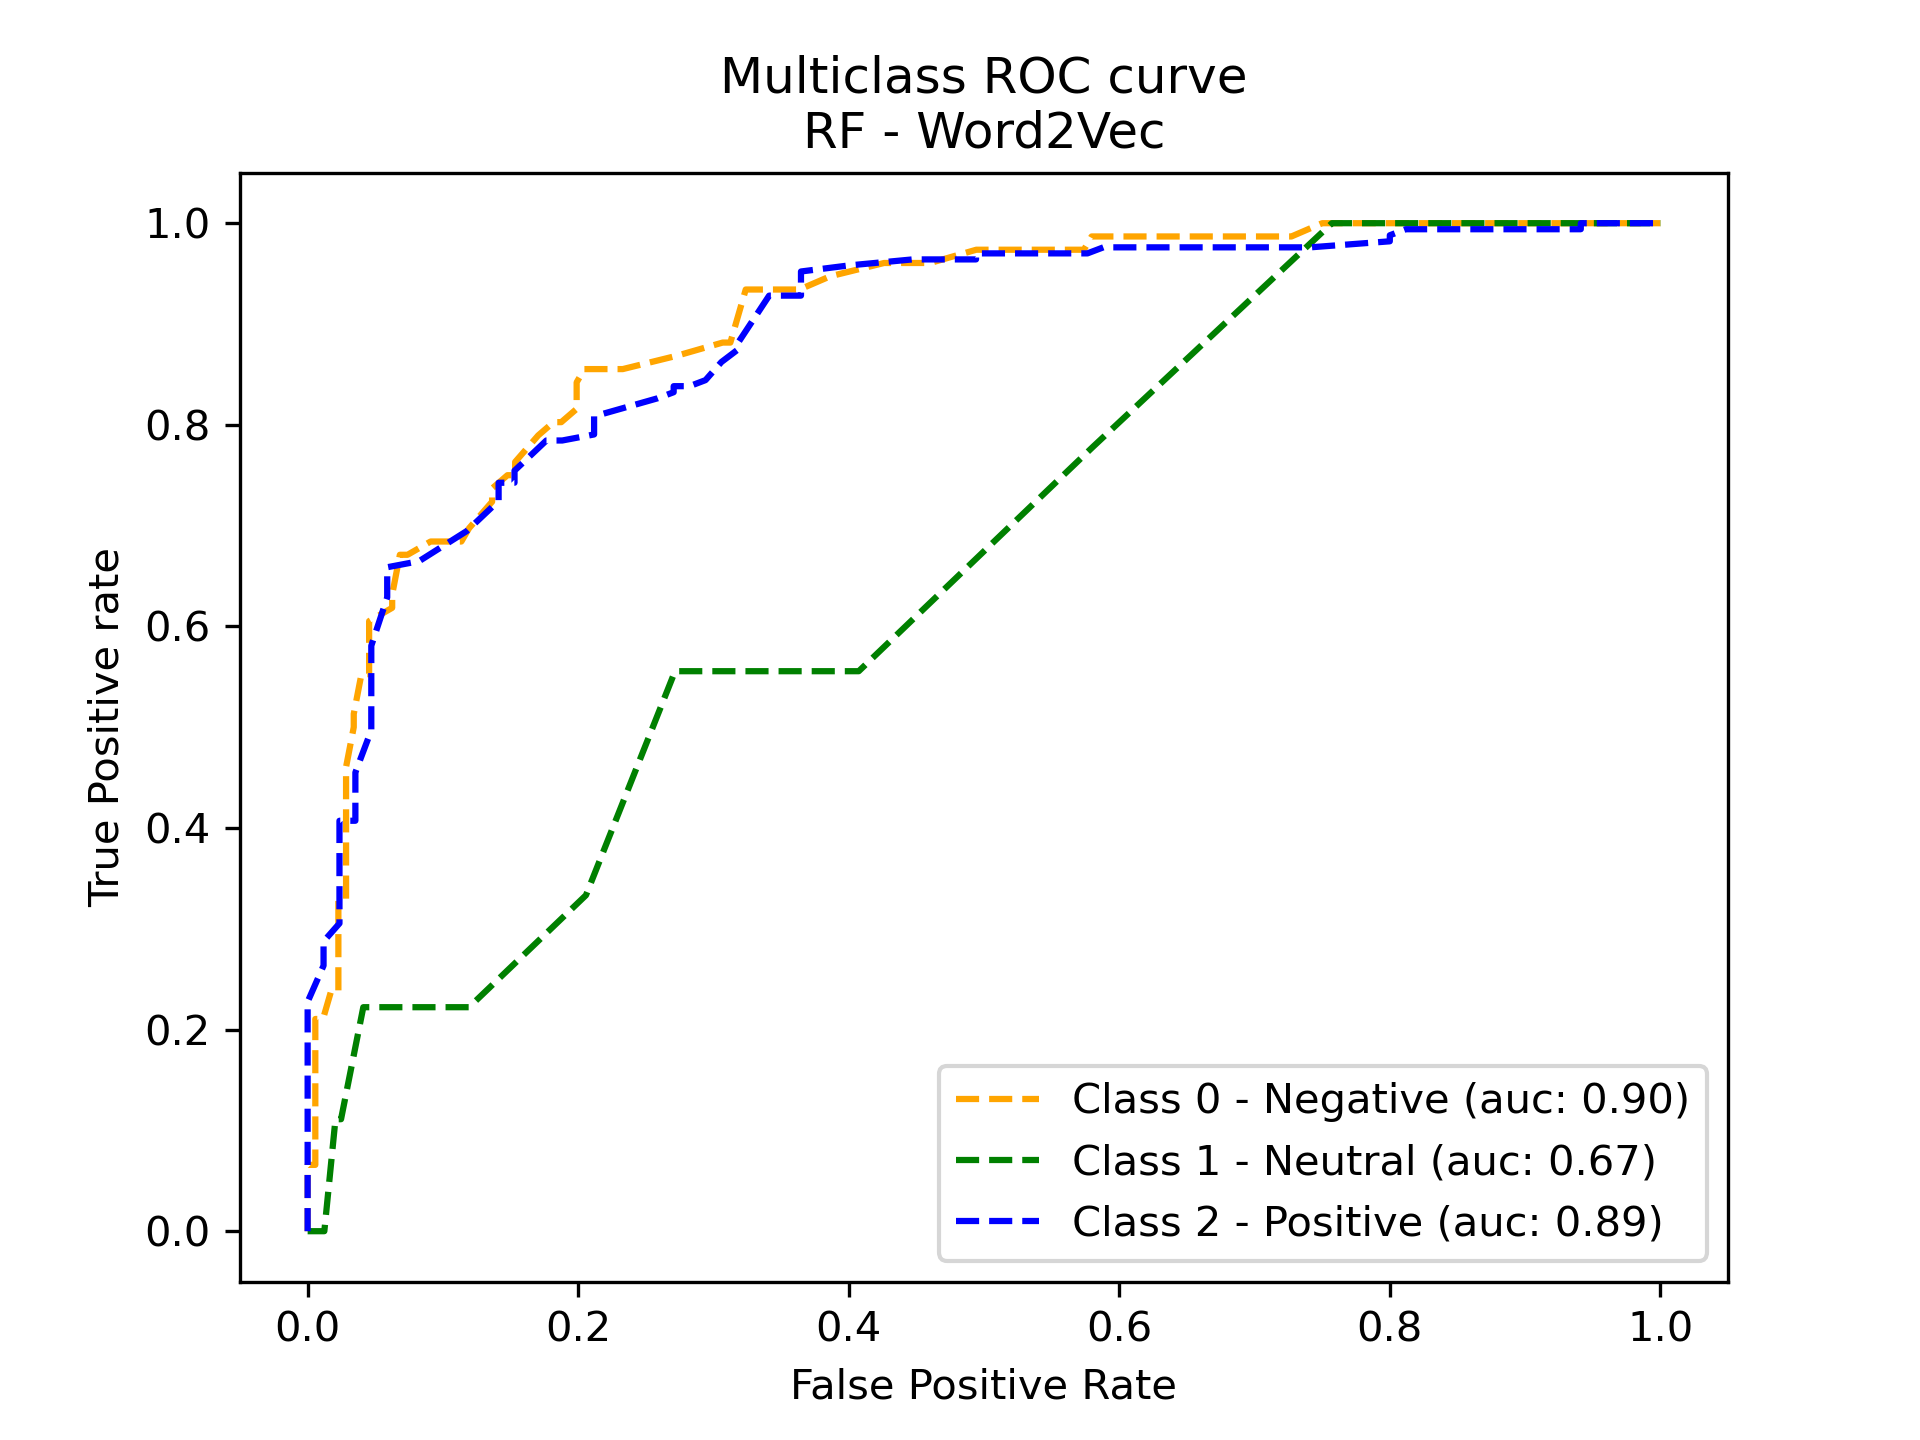 Multiclass ROC curve
RF - Word2Vec
True Positive rate
1.0
0.8
0.6
0.4
0.2
0.0
Class 0 - Negative (auc: 0.90)
Class 1 - Neutral (auc: 0.67)
Class 2 - Positive (auc: 0.89)
0.0 0.2 0.4 0.6 0.8 1.0
False Positive Rate